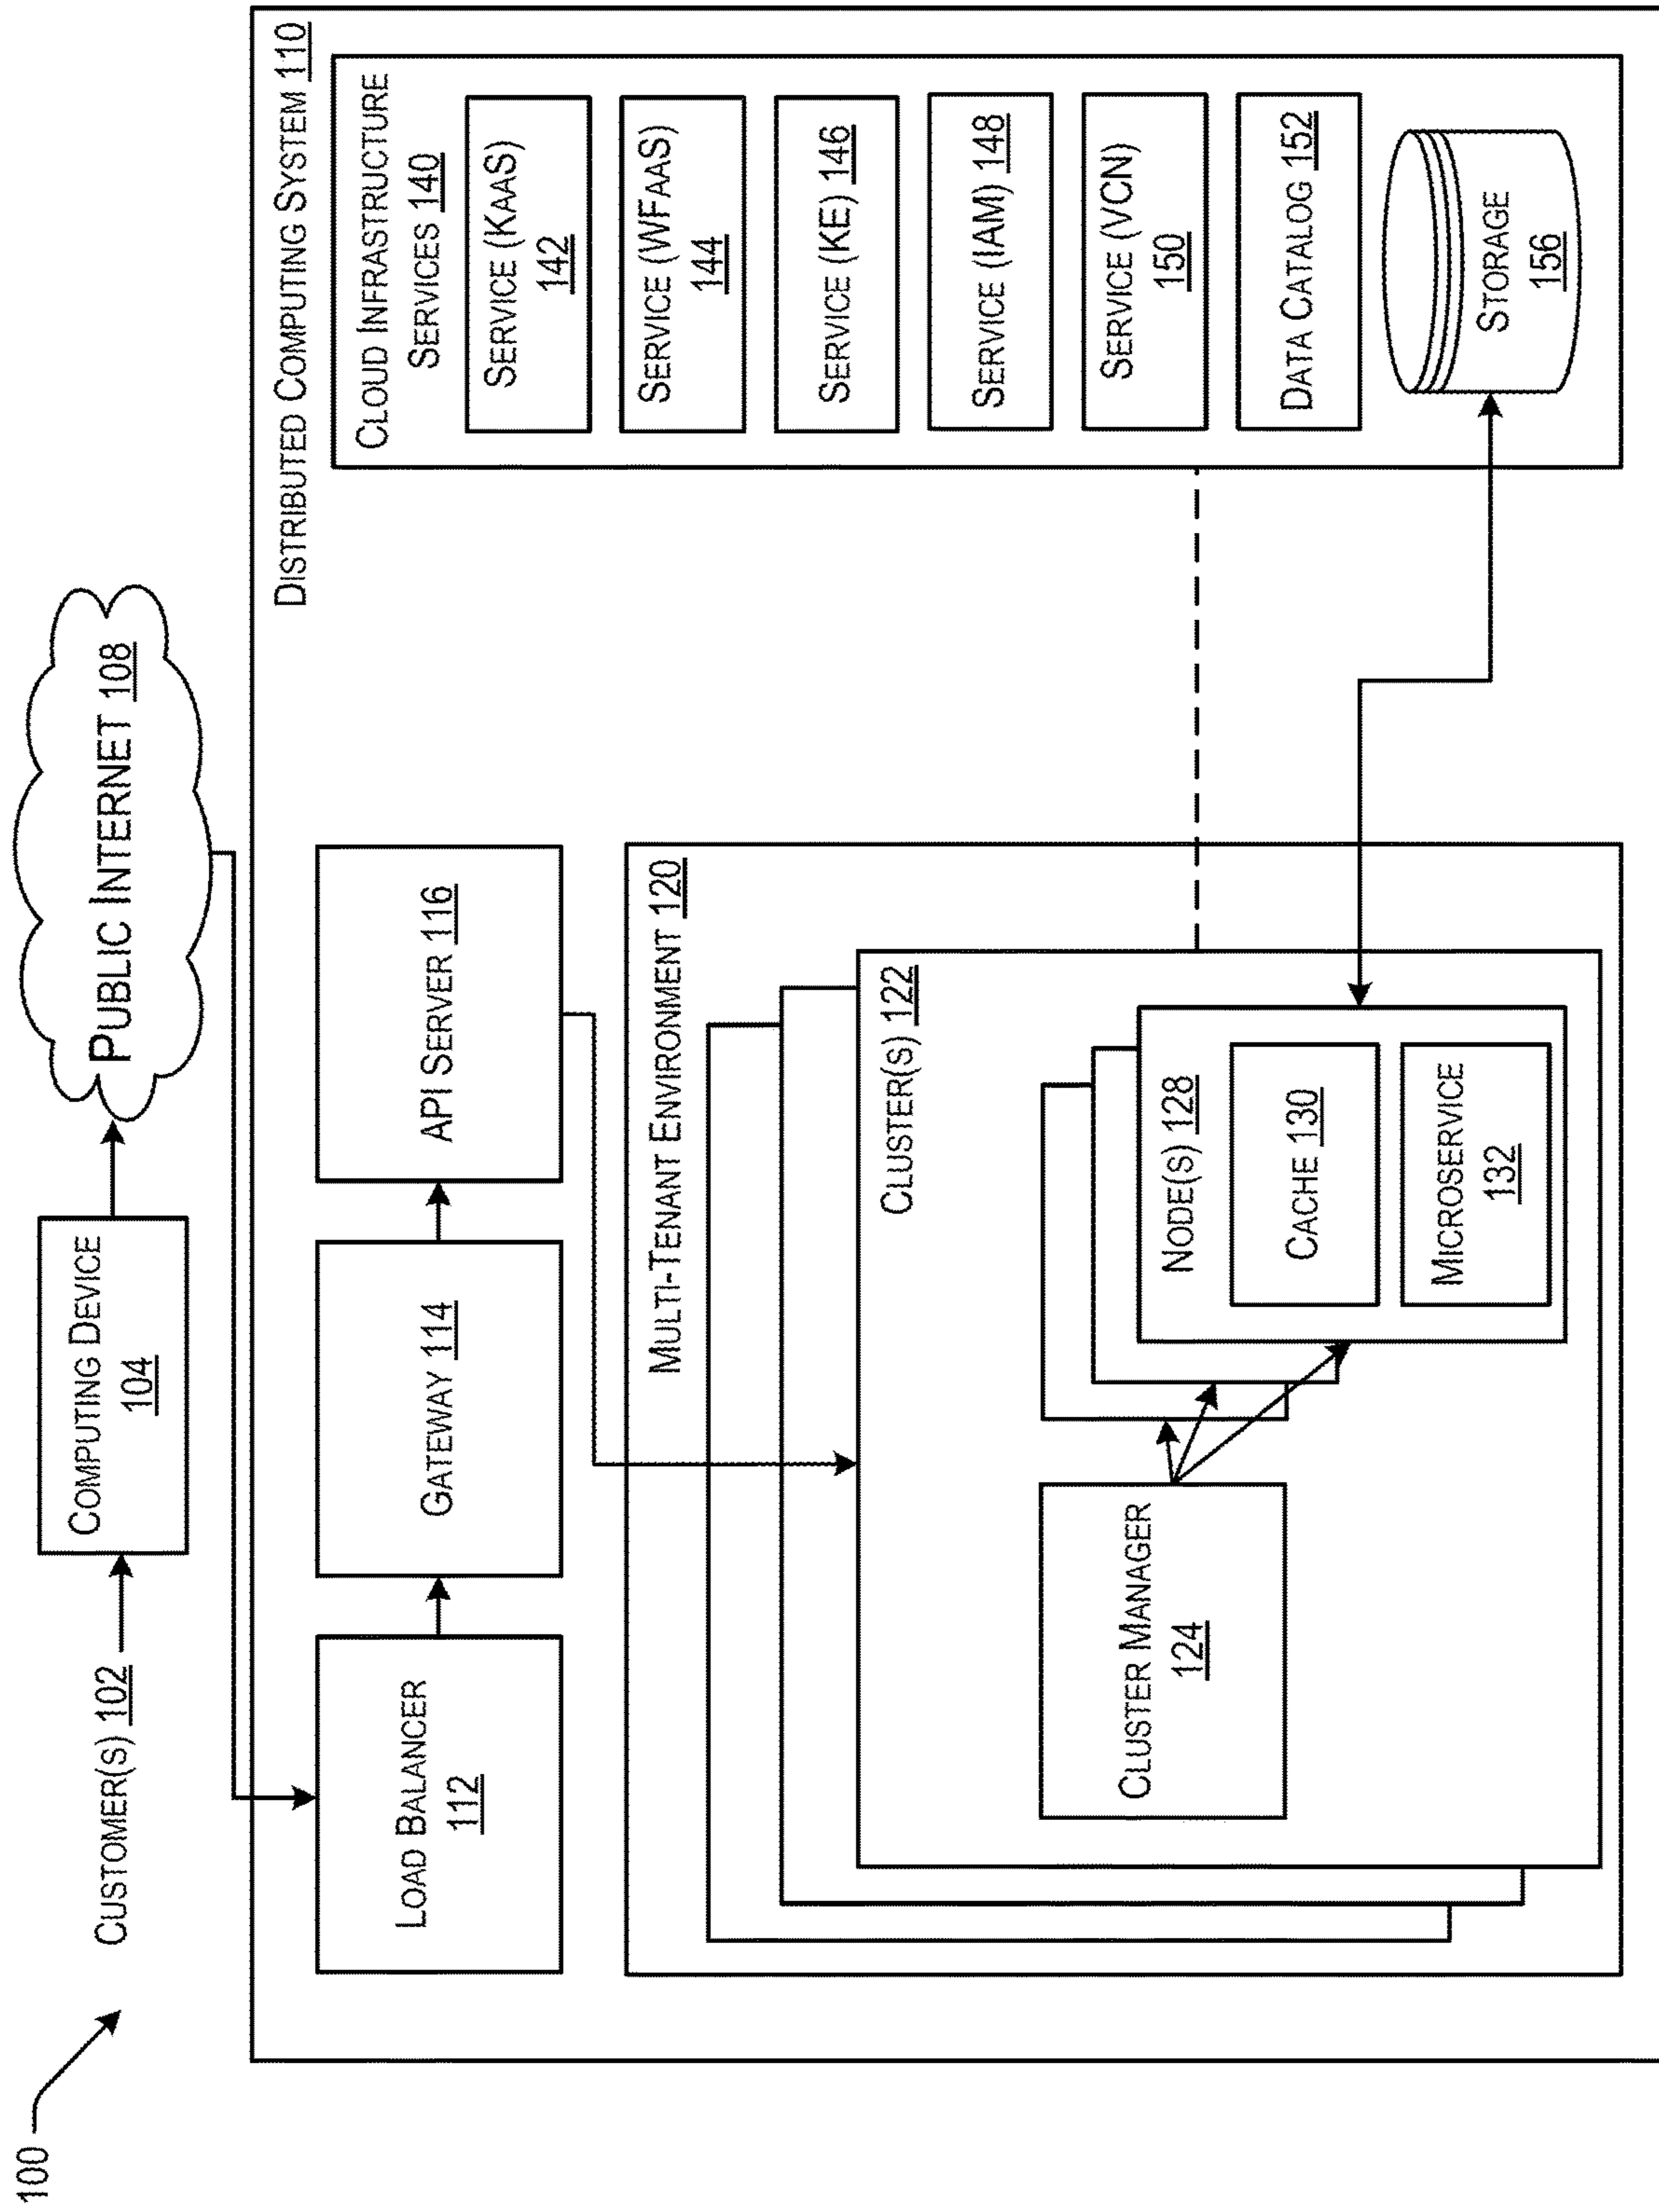 100
CUSTOMER(S) 102
COMPUTING DEVICE
104
PUBLIC INTERNET 108
DISTRIBUTED COMPUTING SYSTEM 110
LOAD BALANCER
112
GATEWAY 114
API SERVER 116
MULTI-TENANT ENVIRONMENT 120
CLUSTER(S) 122
CLUSTER MANAGER
124
NODE(S) 128
CACHE 130
MICROSERVICE
132
CLOUD INFRASTRUCTURE
SERVICES 140
SERVICE (KAAS)
142
SERVICE (WFAAS)
144
SERVICE (KE) 146
SERVICE (IAM) 148
SERVICE (VCN)
150
DATA CATALOG 152
STORAGE
156